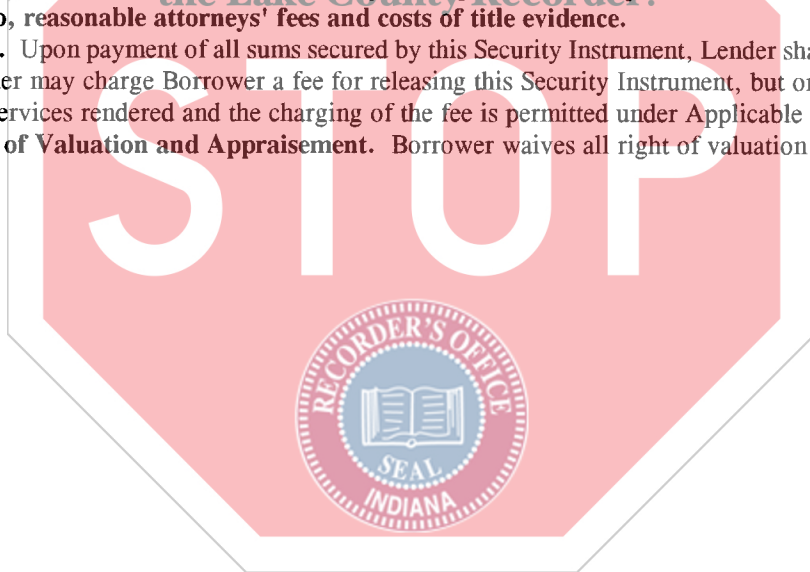 the Lake County Recorder!
o, reasonable attorneys' fees and costs of title evidence.
. Upon payment of all sums secured by this Security Instrument, Lender sha
er may charge Borrower a fee for releasing this Security Instrument, but or
ervices rendered and the charging of the fee is permitted under Applicable
of Valuation and Appraisement. Borrower waives all right of valuation
STOP
RECORDER'S OFFICE
SEAL
INDIANA